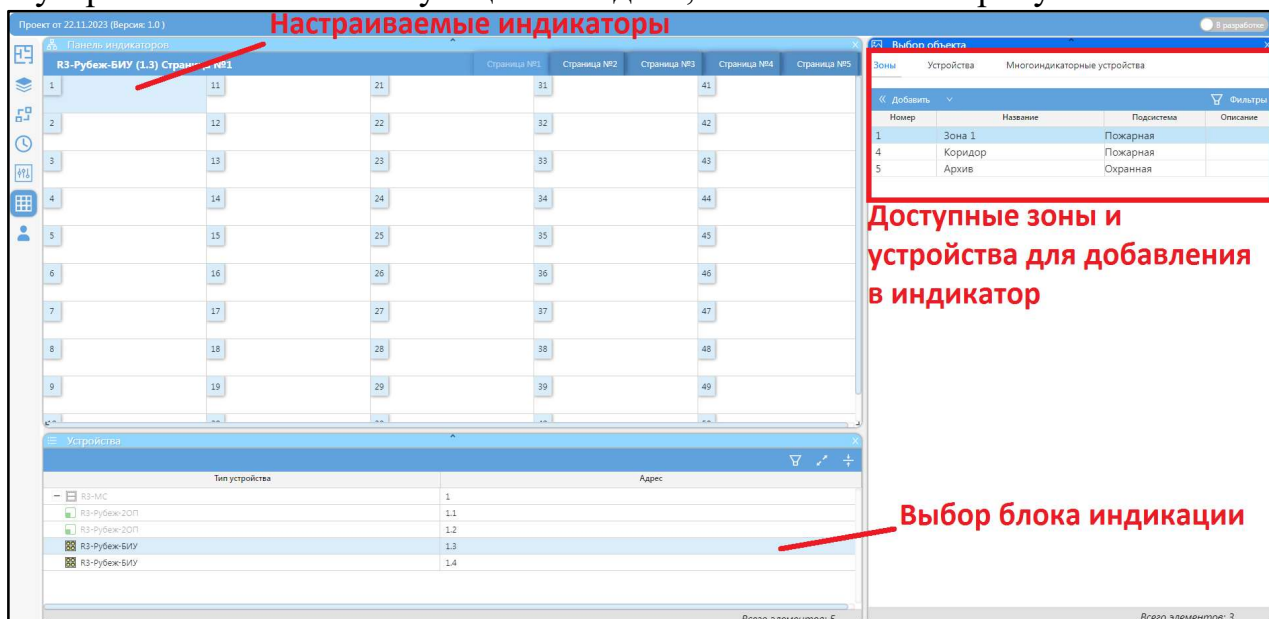 Проект от 22.11.2023 (Версия: 1.0 )
В разработке
Настраиваемые индикаторы
Панель индикаторов
R3-Рубеж-БИУ (1.3) Страница №1
Страница №1 Страница №2 Страница №3 Страница №4 Страница №5
1 11 21 31 41
2 12 22 32 42
3 13 23 33 43
4 14 24 34 44
5 15 25 35 45
6 16 26 36 46
7 17 27 37 47
8 18 28 38 48
9 19 29 39 49
Выбор объекта
Зоны Устройства Многоиндикаторные устройства
Добавить Фильтры
Номер Название Подсистема Описание
1 Зона 1 Пожарная
4 Коридор Пожарная
5 Архив Охранная
Доступные зоны и
устройства для добавления
в индикатор
Устройства
Тип устройства Адрес
R3-МС 1
R3-Рубеж-2ОП 1.1
R3-Рубеж-2ОП 1.2
R3-Рубеж-БИУ 1.3
R3-Рубеж-БИУ 1.4
Выбор блока индикации
Всего элементов: 5
Всего элементов: 3